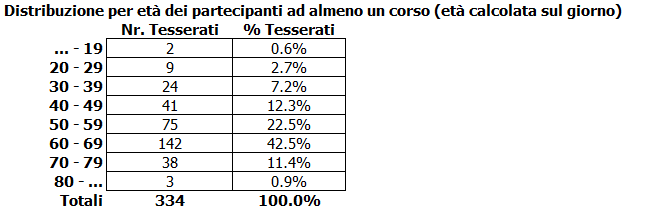 Distribuzione per età dei partecipanti ad almeno un corso (età calcolata sul giorno)
Nr. Tesserati % Tesserati
... - 19 2 0.6%
20 - 29 9 2.7%
30 - 39 24 7.2%
40 - 49 41 12.3%
50 - 59 75 22.5%
60 - 69 142 42.5%
70 - 79 38 11.4%
80 - ... 3 0.9%
Totali 334 100.0%